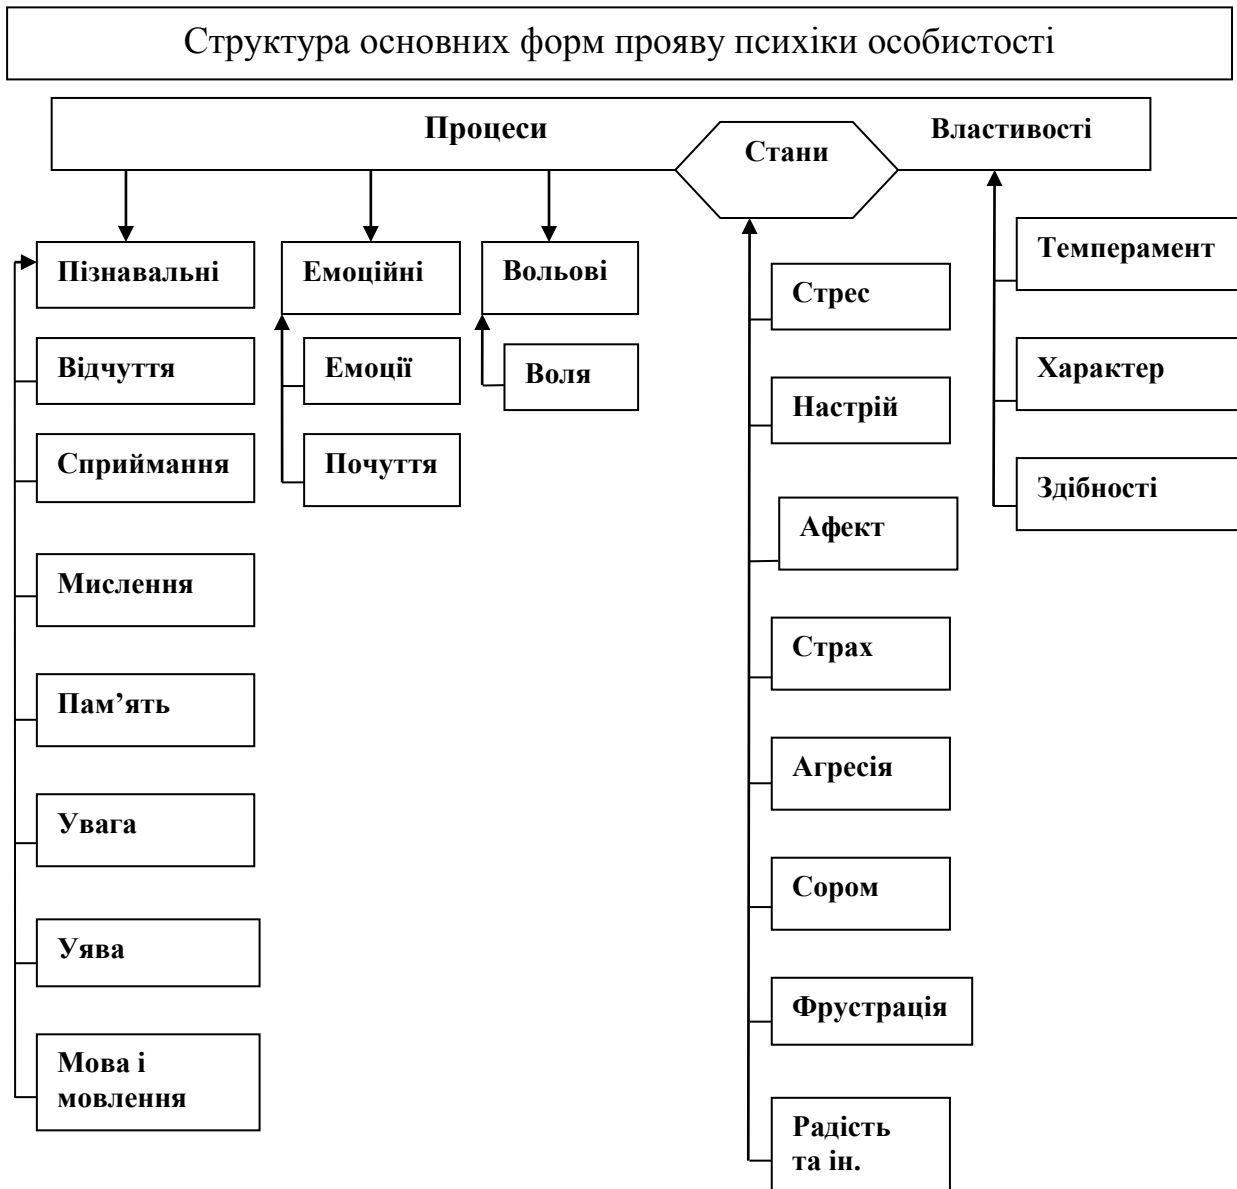 Структура основних форм прояву психіки особистості
Процеси
Стани
Властивості
Пізнавальні
Відчуття
Сприймання
Мислення
Пам’ять
Увага
Уява
Мова і
мовлення
Емоційні
Емоції
Почуття
Вольові
Воля
Стрес
Настрій
Афект
Страх
Агресія
Сором
Фрустрація
Радість
та ін.
Темперамент
Характер
Здібності